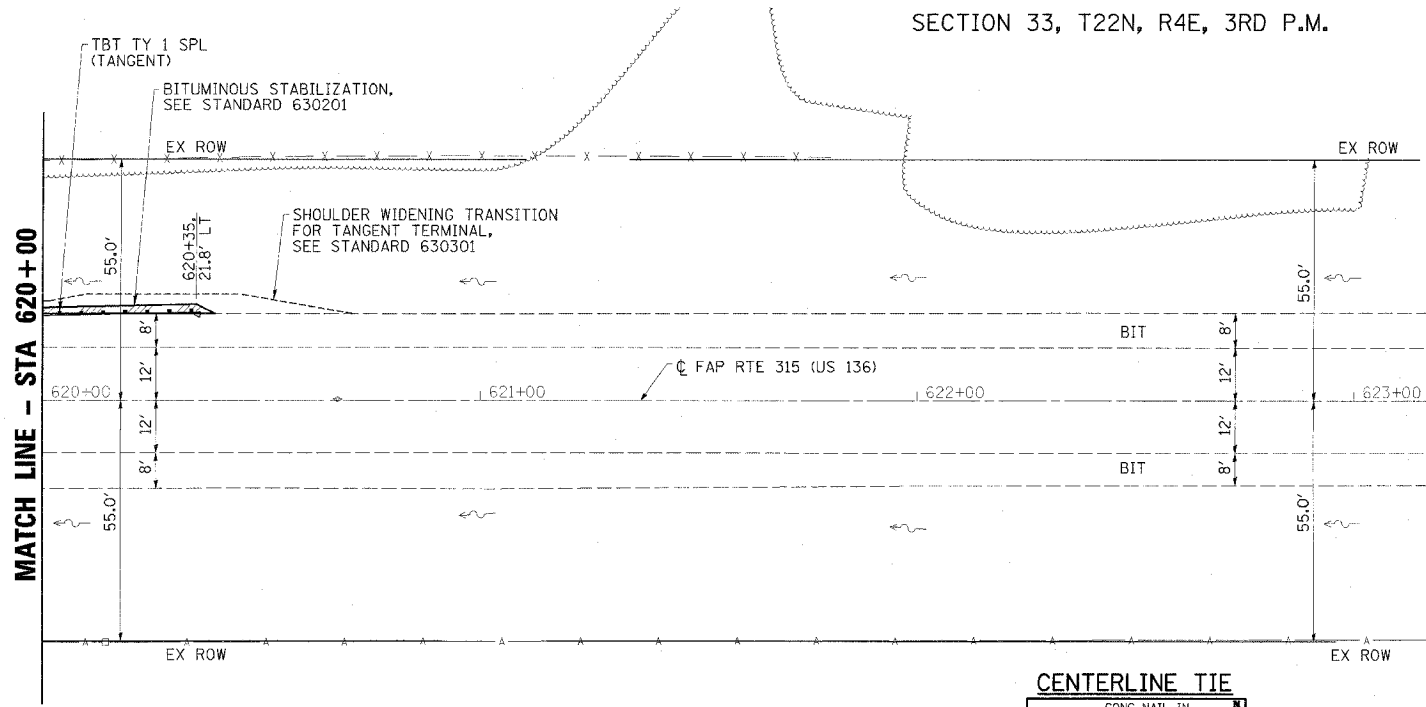 SECTION 33, T22N, R4E, 3RD P.M.
TBT TY 1 SPL
(TANGENT)
BITUMINOUS STABILIZATION,
SEE STANDARD 630201
EX ROW
EX ROW
SHOULDER WIDENING TRANSITION
FOR TANGENT TERMINAL,
SEE STANDARD 630301
620+35,
21.8' LT
55.0'
55.0'
MATCH LINE - STA 620+00
8'
BIT
8'
12'
12'
℄ FAP RTE 315 (US 136)
620+00
621+00
622+00
623+00
12'
12'
8'
BIT
8'
55.0'
55.0'
EX ROW
EX ROW
CENTERLINE TIE